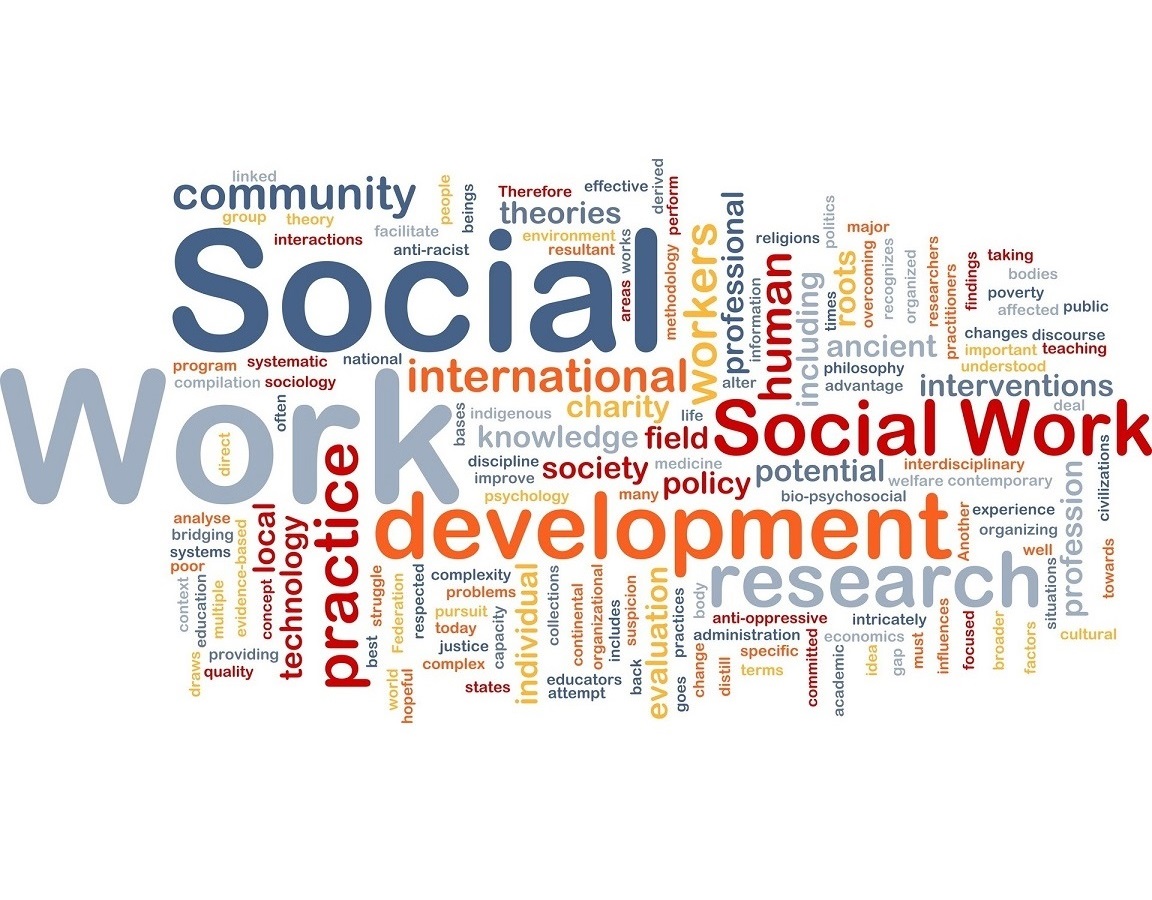 linked
community
people
beings
Therefore
effective
derived
perform
group
theory
theories
interactions
facilitate
anti-racist
environment
resultant
Social
areas
works
methodology
workers
professional
information
religions
politics
human
including
times
major
roots
overcoming
recognizes
organized
researchers
practitioners
findings
taking
bodies
poverty
affected
public
changes
discourse
important
teaching
understood
ancient
philosophy
advantage
interventions
deal
program
systematic
national
compilation
sociology
international
alter
Work
often
direct
bases
indigenous
charity
life
knowledge
field
Social Work
discipline
improve
society
medicine
policy
potential
interdisciplinary
welfare
contemporary
psychology
many
bio-psychosocial
civilizations
profession
analyse
bridging
systems
poor
evidence-based
local
technology
practice
development
Another
experience
organizing
well
research
situations
towards
context
education
multiple
concept
struggle
Federation
respected
complexity
problems
pursuit
today
justice
complex
capacity
states
individual
collections
continental
organizational
includes
suspicion
evaluation
practices
body
anti-oppressive
administration
specific
terms
intricately
economics
draws
providing
quality
best
world
hopeful
educators
attempt
back
goes
change
distill
committed
academic
idea
gap
must
influences
focused
broader
factors
cultural